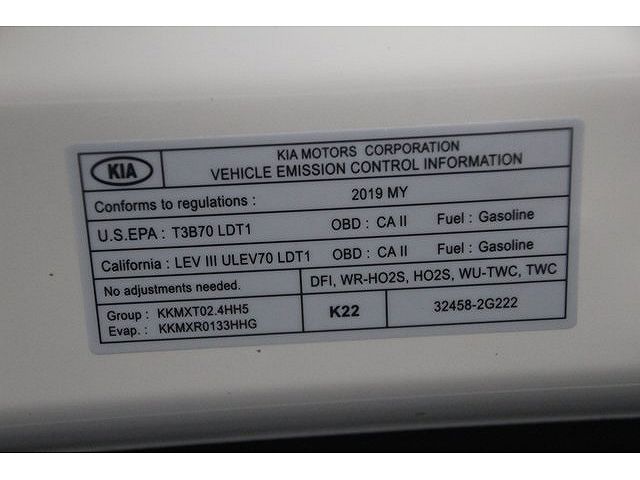 KIA
KIA MOTORS CORPORATION
VEHICLE EMISSION CONTROL INFORMATION
Conforms to regulations : 2019 MY
U.S.EPA : T3B70 LDT1 OBD : CA II Fuel : Gasoline
California : LEV III ULEV70 LDT1 OBD : CA II Fuel : Gasoline
No adjustments needed. DFI, WR-HO2S, HO2S, WU-TWC, TWC
Group : KKMXT02.4HH5
Evap. : KKMXR0133HHG
K22 32458-2G222